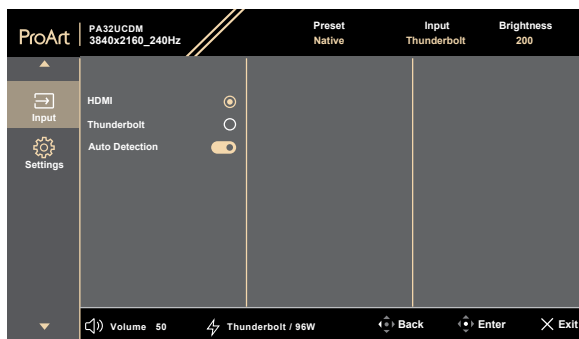 ProArt
PA32UCDM
3840x2160_240Hz
Preset
Native
Input
Thunderbolt
Brightness
200
Input
Settings
HDMI
Thunderbolt
Auto Detection
Volume 50
Thunderbolt / 96W
Back
Enter
Exit